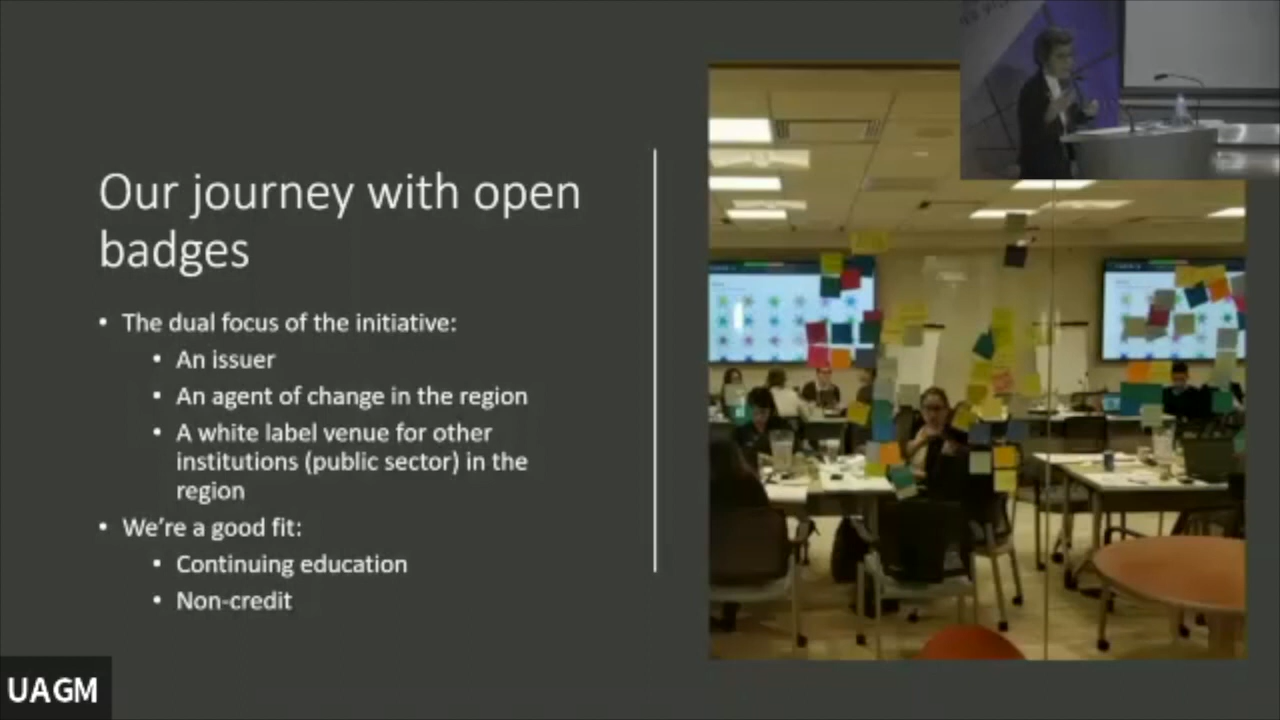 Our journey with open
badges
• The dual focus of the initiative:
• An issuer
• An agent of change in the region
• A white label venue for other
institutions (public sector) in the
region
• We're a good fit:
• Continuing education
• Non-credit
UAGM